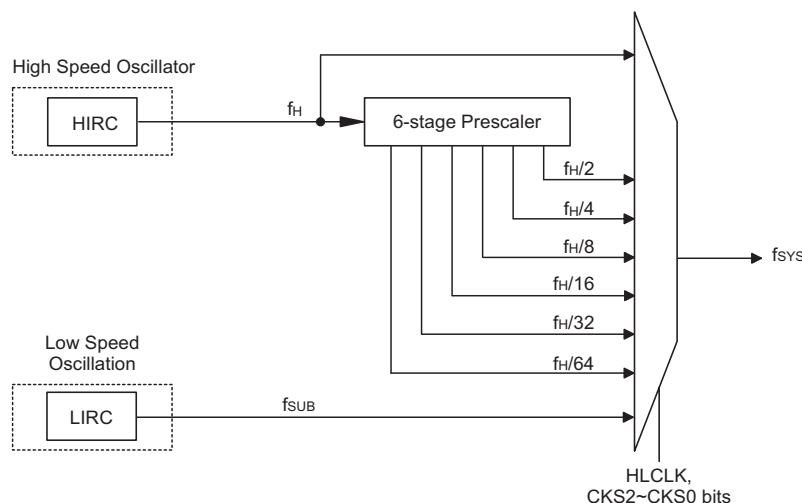 High Speed Oscillator
HIRC
fH
6-stage Prescaler
fH/2
fH/4
fH/8
fH/16
fH/32
fH/64
fSYS
Low Speed
Oscillation
LIRC
fSUB
HLCLK,
CKS2~CKS0 bits